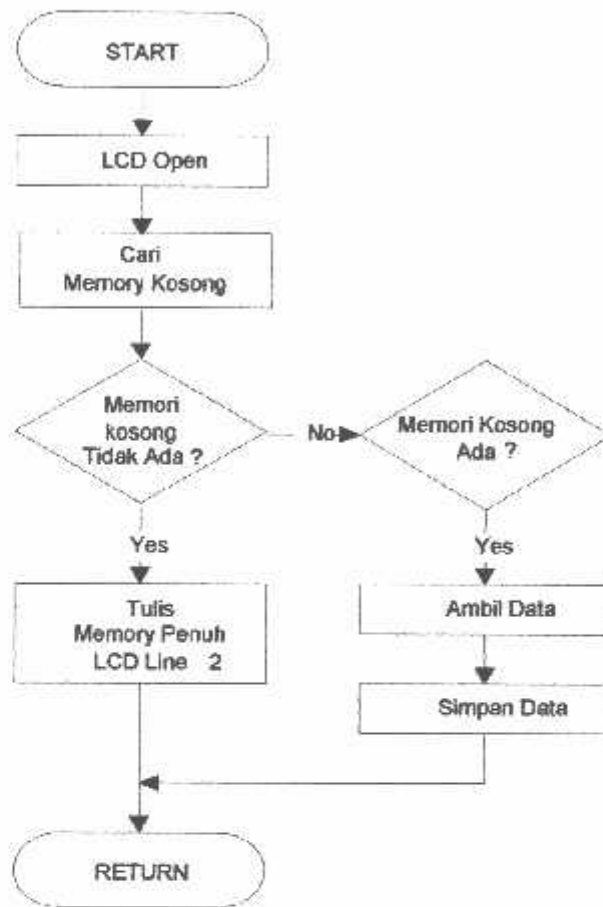 START
LCD Open
Cari
Memory Kosong
Memori
kosong
Tidak Ada ?
No
Memori Kosong
Ada ?
Yes
Yes
Tulis
Memory Penuh
LCD Line 2
Ambil Data
Simpan Data
RETURN